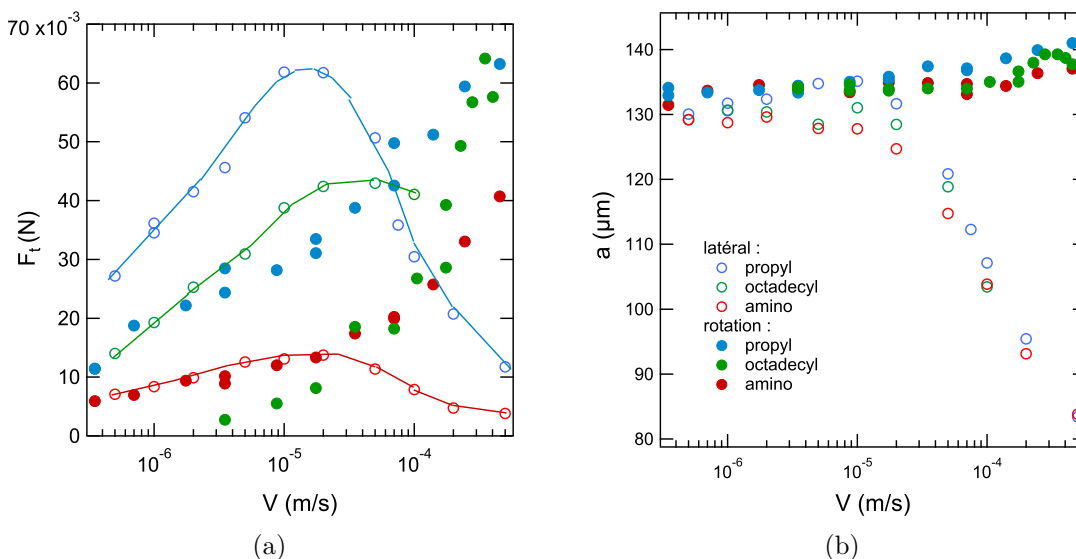 70 x10⁻³
60
50
40
30
20
10
0
Fₜ (N)
10⁻⁶ 10⁻⁵ 10⁻⁴
V (m/s)
(a)
140
130
120
110
100
90
80
a (µm)
latéral :
propyl
octadecyl
amino
rotation :
propyl
octadecyl
amino
10⁻⁶ 10⁻⁵ 10⁻⁴
V (m/s)
(b)